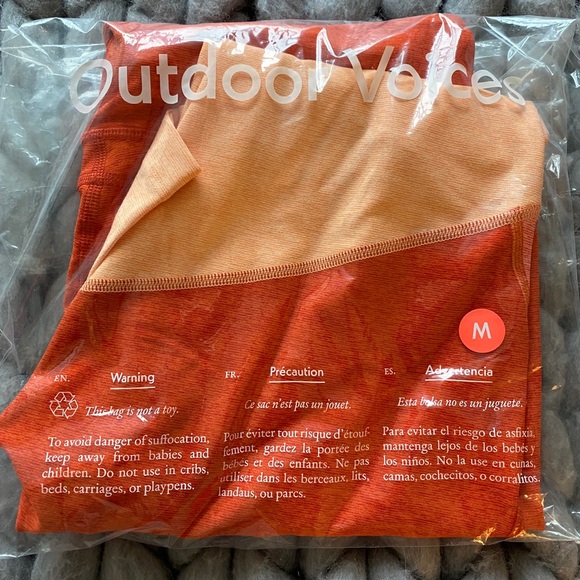 Outdoor Voices
M
EN. Warning
This bag is not a toy.
To avoid danger of suffocation,
keep away from babies and
children. Do not use in cribs,
beds, carriages, or playpens.
FR. Précaution
Ce sac n'est pas un jouet.
Pour éviter tout risque d'étouf-
fement, gardez la portée des
bébés et des enfants. Ne pas
utiliser dans les berceaux, lits,
landaus, ou parcs.
ES. Advertencia
Esta bolsa no es un juguete.
Para evitar el riesgo de asfixia,
mantenga lejos de los bebés y
los niños. No la use en cunas,
camas, cochecitos, o corralitos.